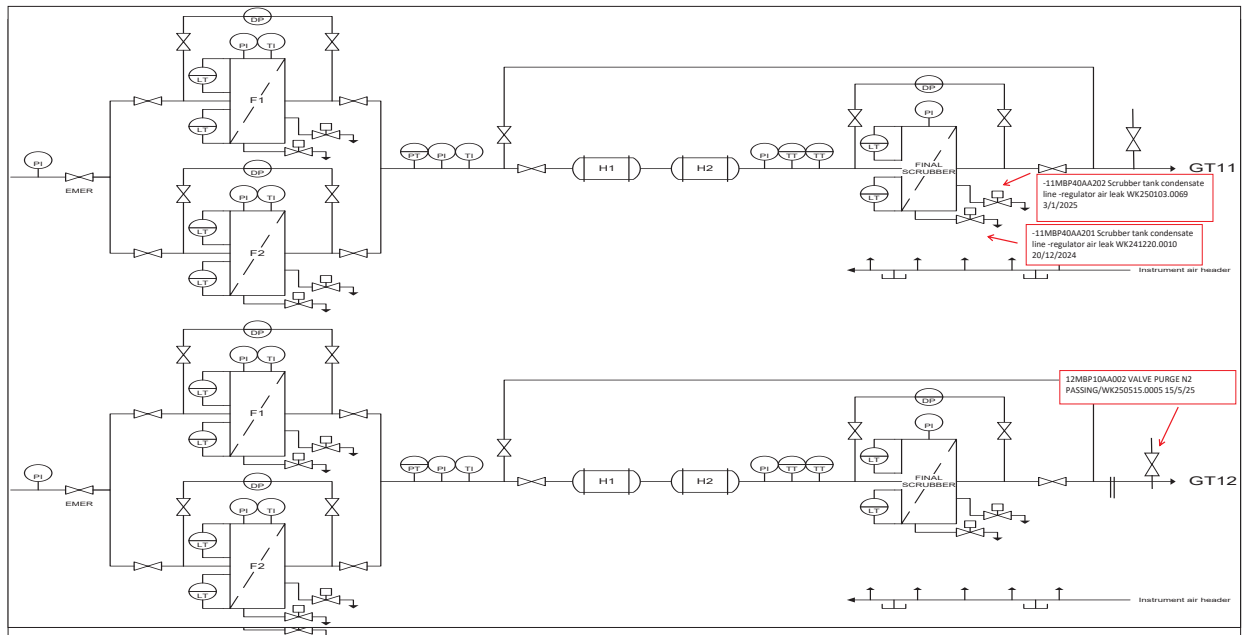 DP
PI TI
LT
F1
LT
PI
EMER
DP
PI TI
LT
F2
LT
PT PI TI
H1
H2
PI TT TT
DP
PI
LT
FINAL
SCRUBBER
LT
GT11
-11MBP40AA202 Scrubber tank condensate
line -regulator air leak WK250103.0069
3/1/2025
-11MBP40AA201 Scrubber tank condensate
line -regulator air leak WK241220.0010
20/12/2024
Instrument air header
DP
PI TI
LT
F1
LT
PI
EMER
DP
PI TI
LT
F2
LT
PT PI TI
H1
H2
PI TT TT
DP
PI
LT
FINAL
SCRUBBER
LT
12MBP10AA002 VALVE PURGE N2
PASSING/WK250515.0005 15/5/25
GT12
Instrument air header